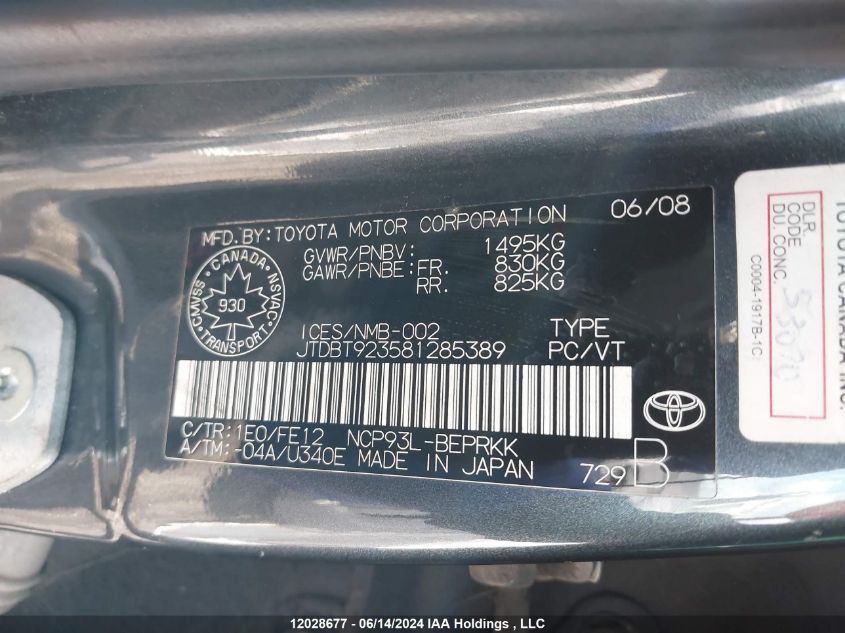 MFD.BY:TOYOTA MOTOR CORPORATION 06/08
GVWR/PNBV: 1495KG
GAWR/PNBE:FR. 830KG
RR. 825KG
CANADA
CMVSS 930 NSVAC
TRANSPORT
ICES/NMB-002 TYPE
JTDBT923581285389 PC/VT
C/TR:1E0/FE12 NCP93L-BEPRKK
A/TM:-04A/U340E MADE IN JAPAN 729 B
DLR.
CODE
DU. CONC.
C0004-1917B-1C
TOYOTA CANADA INC.
12028677 - 06/14/2024 IAA Holdings , LLC